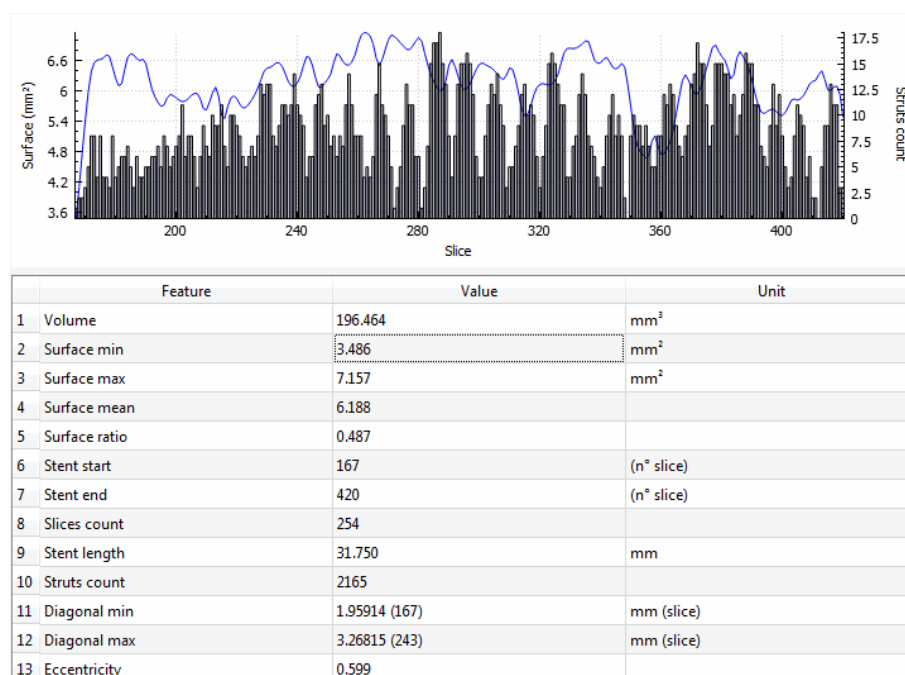 Surface (mm²)
6.6
6
5.4
4.8
4.2
3.6
17.5
15
12.5
10
7.5
5
2.5
0
Struts count
200 240 280 320 360 400
Slice
Feature Value Unit
1 Volume 196.464 mm³
2 Surface min 3.486 mm²
3 Surface max 7.157 mm²
4 Surface mean 6.188
5 Surface ratio 0.487
6 Stent start 167 (n° slice)
7 Stent end 420 (n° slice)
8 Slices count 254
9 Stent length 31.750 mm
10 Struts count 2165
11 Diagonal min 1.95914 (167) mm (slice)
12 Diagonal max 3.26815 (243) mm (slice)
13 Eccentricity 0.599